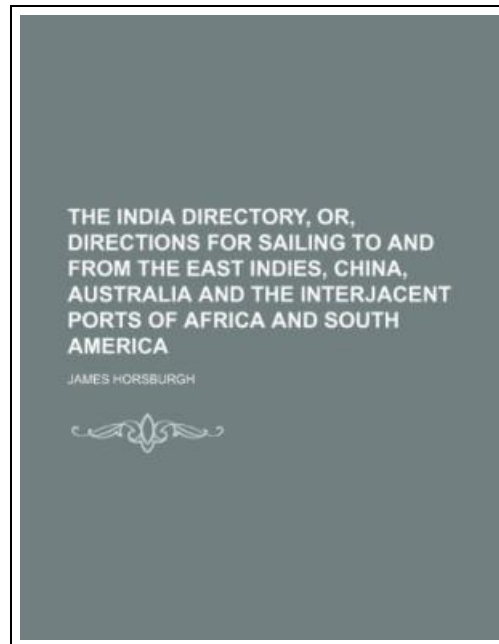 THE INDIA DIRECTORY, OR,
DIRECTIONS FOR SAILING TO AND
FROM THE EAST INDIES, CHINA,
AUSTRALIA AND THE INTERJACENT
PORTS OF AFRICA AND SOUTH
AMERICA
JAMES HORSBURGH